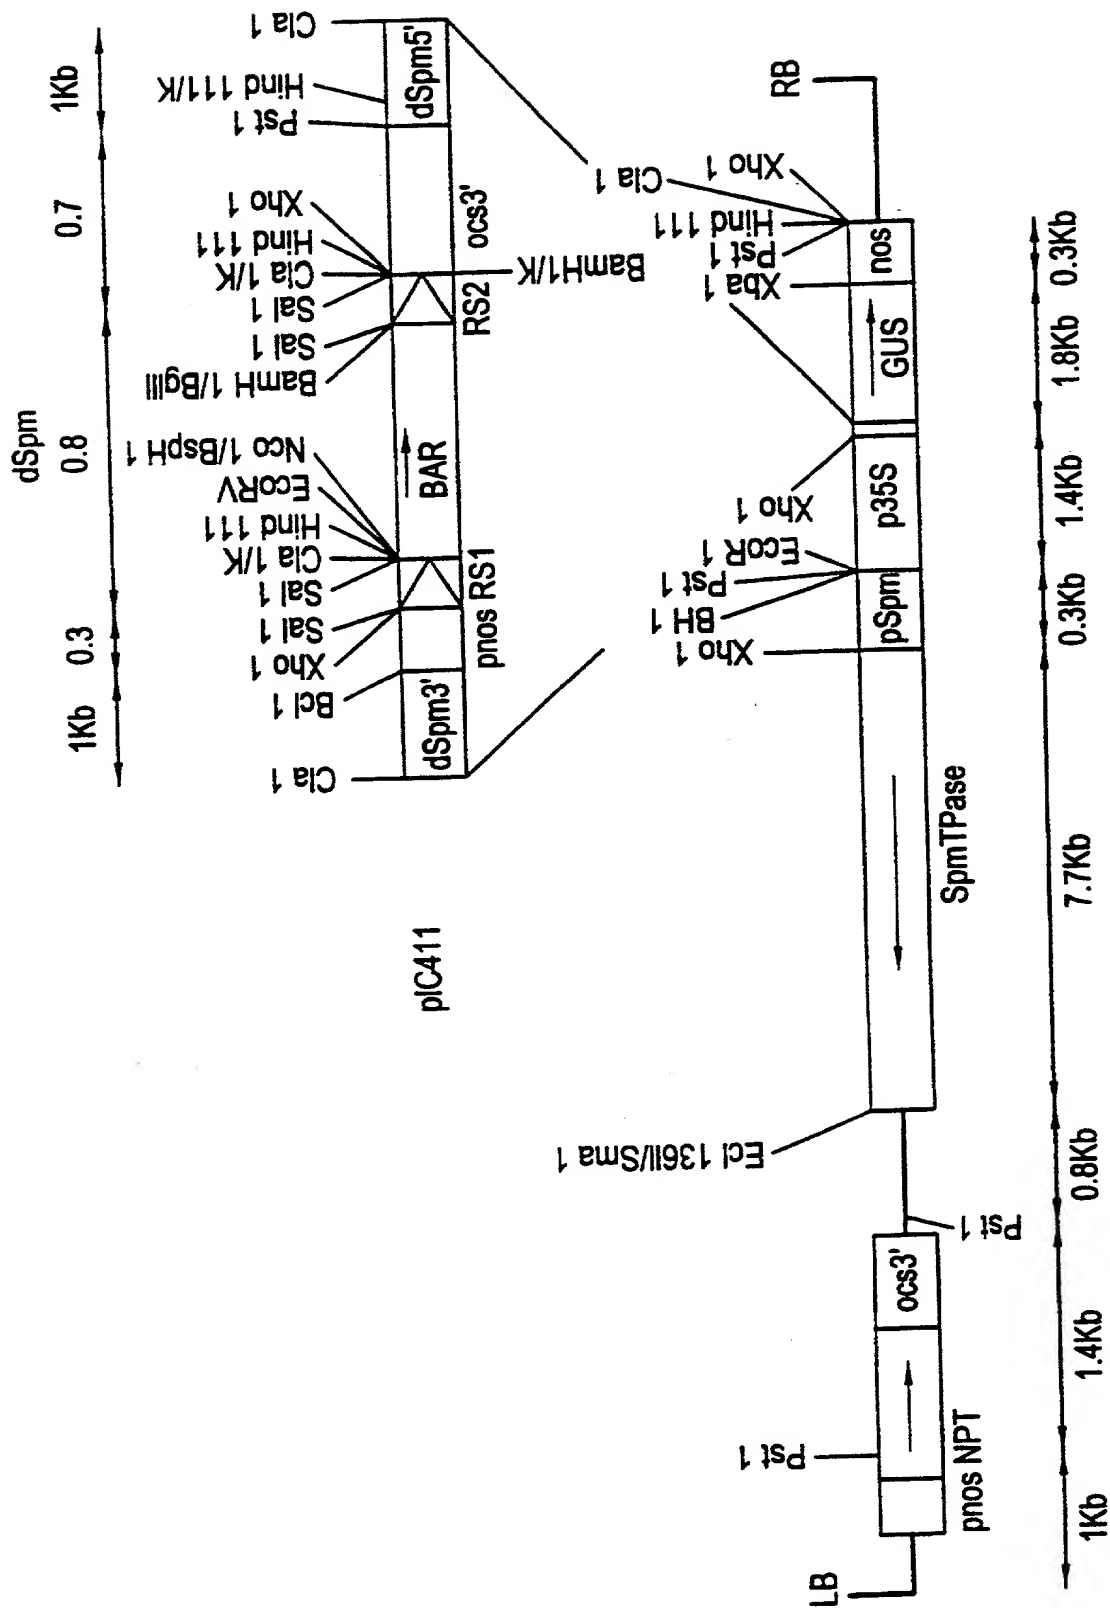 dSpm
1Kb
0.3
0.8
0.7
1Kb
Cla 1
Bcl 1
Xho 1
Sal 1
Sal 1
Cla 1/K
Hind 111
EcoRV
Nco 1/BspH 1
BamH 1/BglII
Sal 1
Sal 1
Cla 1/K
Hind 111
Xho 1
Pst 1
Hind 111/K
Cla 1
dSpm3'
BAR
dSpm5'
pnos RS1
RS2
ocs3'
BamH1/K
pIC411
LB
Pst 1
Ecl 136II/Sma 1
Xho 1
BH 1
Pst 1
EcoR 1
Xho 1
Xba 1
Pst 1
Hind 111
Cla 1
Xho 1
RB
ocs3'
pSpm
p35S
GUS
nos
pnos NPT
Pst 1
SpmTPase
1Kb
1.4Kb
0.8Kb
7.7Kb
0.3Kb
1.4Kb
1.8Kb
0.3Kb